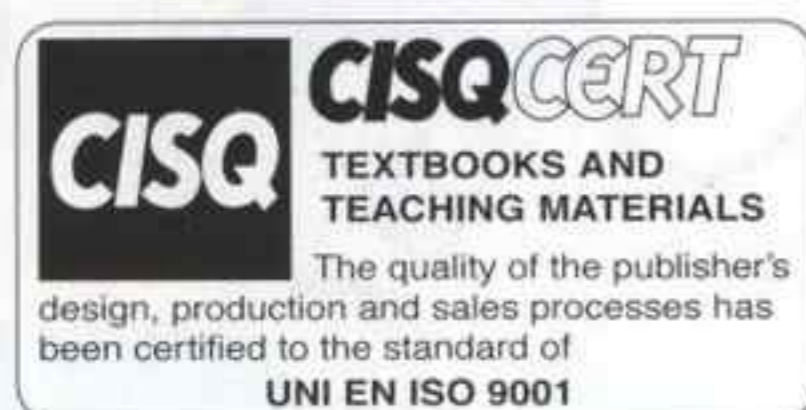 CISQ
CISQCERT
TEXTBOOKS AND
TEACHING MATERIALS
The quality of the publisher's
design, production and sales processes has
been certified to the standard of
UNI EN ISO 9001